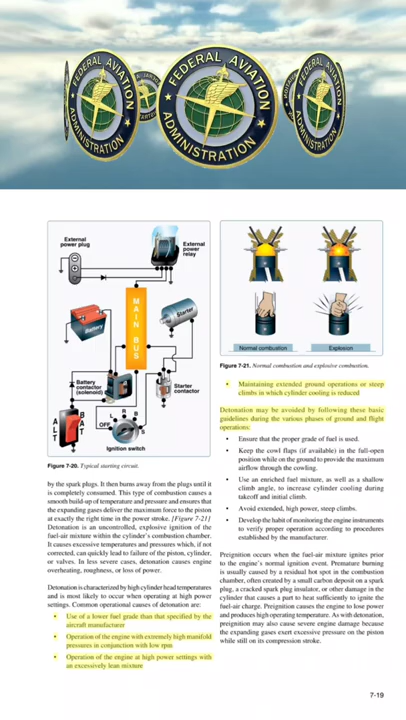 FEDERAL AVIATION
ADMINISTRATION
FEDERAL AVIATION
ADMINISTRATION
External
power plug
External
power
relay
MAIN BUS
Battery
Starter
Battery
contactor
(solenoid)
Starter
contactor
ALT
BAT
OFF
L
R
B
S
Ignition switch
Figure 7-20. Typical starting circuit.
by the spark plugs. It then burns away from the plugs until it
is completely consumed. This type of combustion causes a
smooth build-up of temperature and pressure and ensures that
the expanding gases deliver the maximum force to the piston
at exactly the right time in the power stroke. [Figure 7-21]
Detonation is an uncontrolled, explosive ignition of the
fuel-air mixture within the cylinder's combustion chamber.
It causes excessive temperatures and pressures which, if not
corrected, can quickly lead to failure of the piston, cylinder,
or valves. In less severe cases, detonation causes engine
overheating, roughness, or loss of power.
Detonation is characterized by high cylinder head temperatures
and is most likely to occur when operating at high power
settings. Common operational causes of detonation are:
• Use of a lower fuel grade than that specified by the
aircraft manufacturer
• Operation of the engine with extremely high manifold
pressures in conjunction with low rpm
• Operation of the engine at high power settings with
an excessively lean mixture
Normal combustion
Explosion
Figure 7-21. Normal combustion and explosive combustion.
• Maintaining extended ground operations or steep
climbs in which cylinder cooling is reduced
Detonation may be avoided by following these basic
guidelines during the various phases of ground and flight
operations:
• Ensure that the proper grade of fuel is used.
• Keep the cowl flaps (if available) in the full-open
position while on the ground to provide the maximum
airflow through the cowling.
• Use an enriched fuel mixture, as well as a shallow
climb angle, to increase cylinder cooling during
takeoff and initial climb.
• Avoid extended, high power, steep climbs.
• Develop the habit of monitoring the engine instruments
to verify proper operation according to procedures
established by the manufacturer.
Preignition occurs when the fuel-air mixture ignites prior
to the engine's normal ignition event. Premature burning
is usually caused by a residual hot spot in the combustion
chamber, often created by a small carbon deposit on a spark
plug, a cracked spark plug insulator, or other damage in the
cylinder that causes a part to heat sufficiently to ignite the
fuel-air charge. Preignition causes the engine to lose power
and produces high operating temperature. As with detonation,
preignition may also cause severe engine damage because
the expanding gases exert excessive pressure on the piston
while still on its compression stroke.
7-19